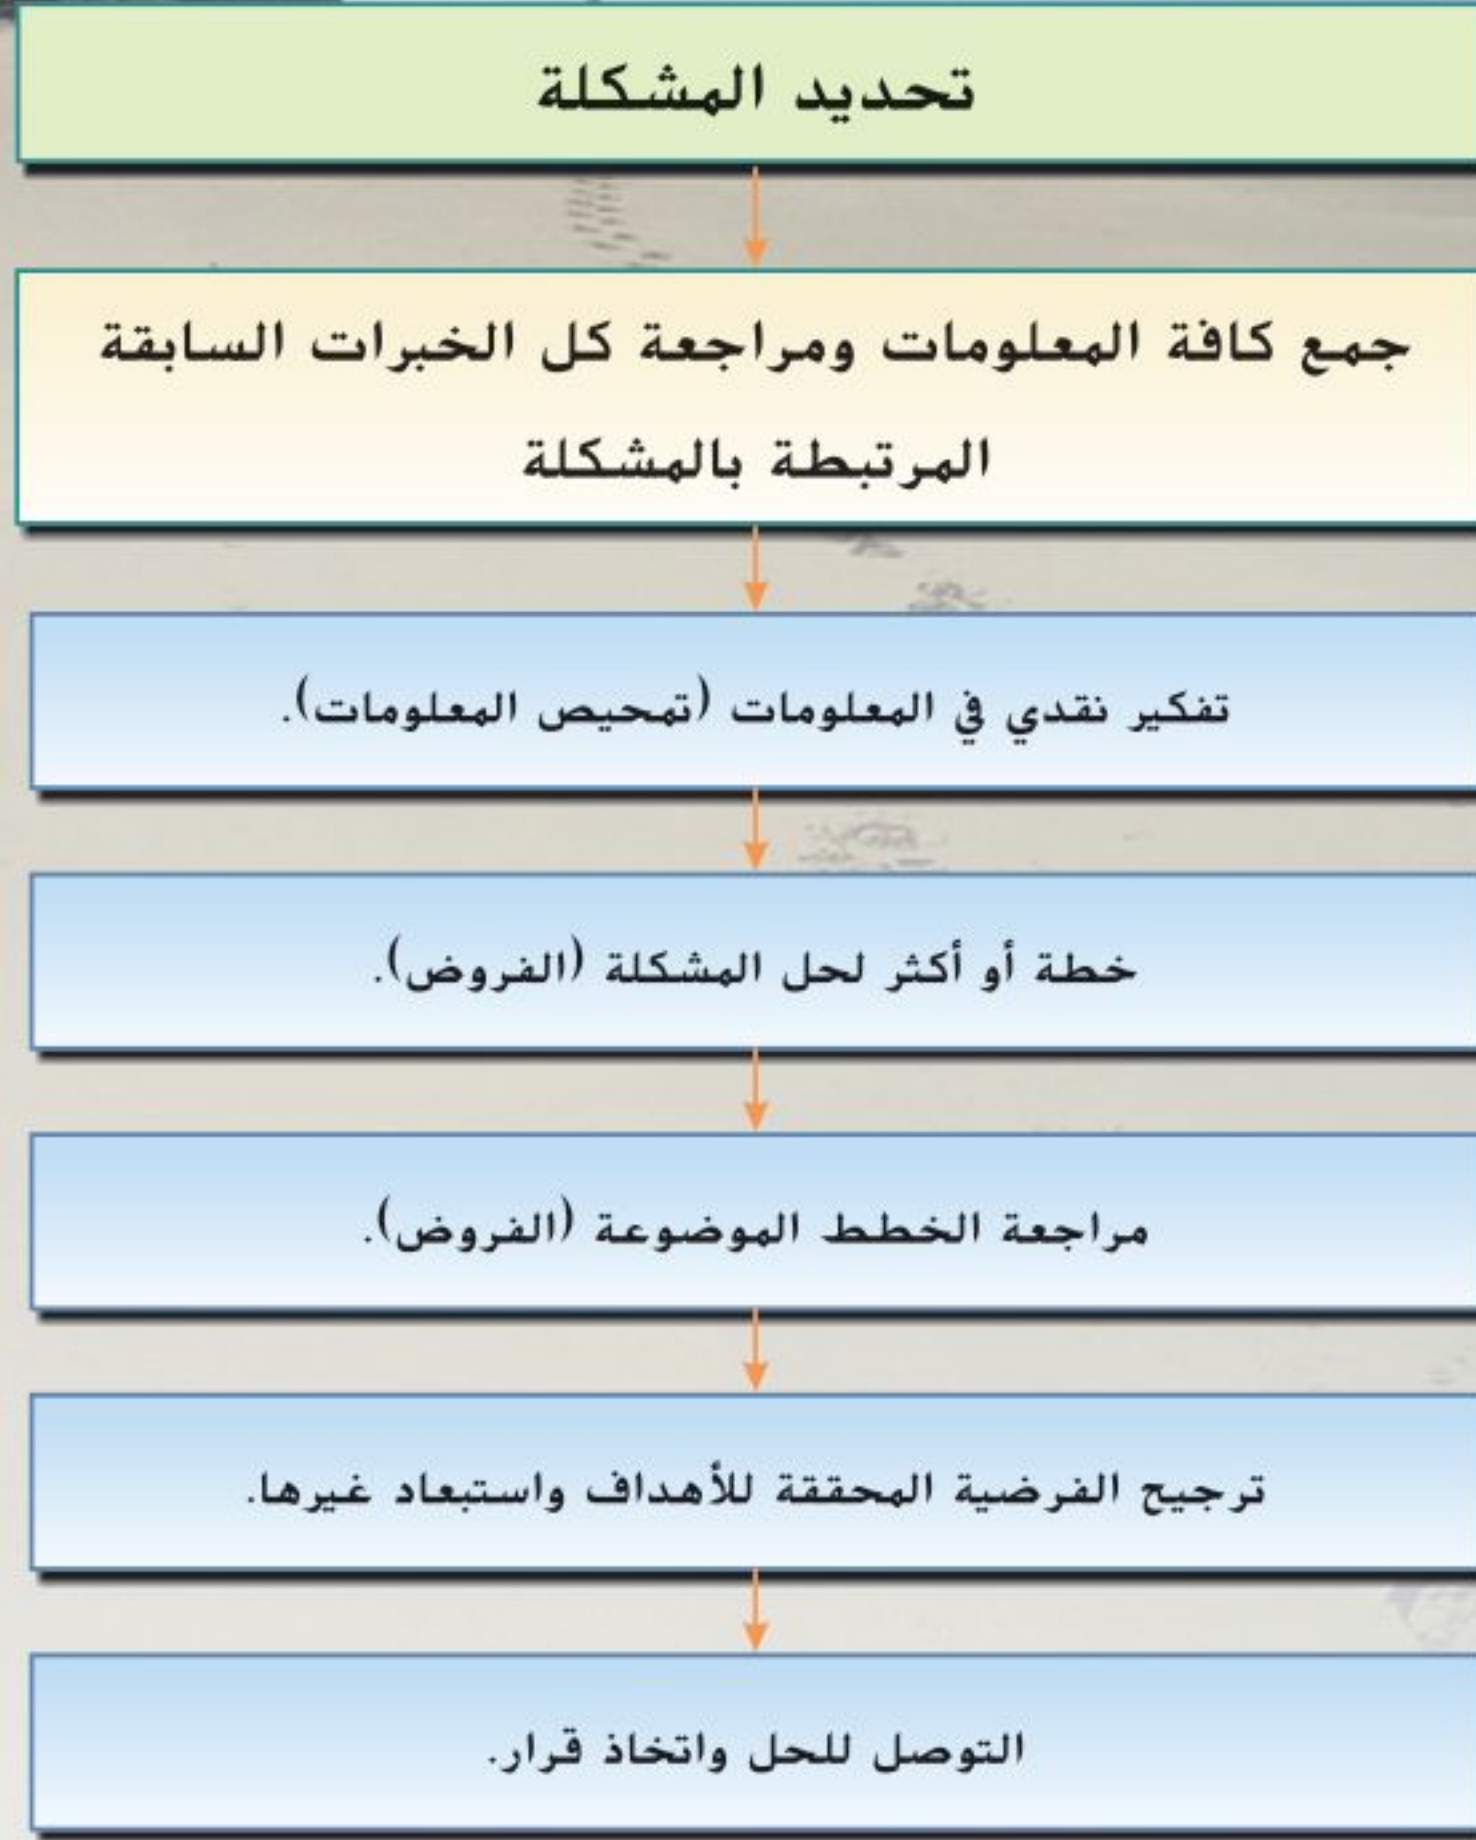 تحديد المشكلة
جمع كافة المعلومات ومراجعة كل الخبرات السابقة
المرتبطة بالمشكلة
تفكير نقدي في المعلومات (تمحيص المعلومات).
خطة أو أكثر لحل المشكلة (الفروض).
مراجعة الخطط الموضوعة (الفروض).
ترجيح الفرضية المحققة للأهداف واستبعاد غيرها.
التوصل للحل واتخاذ قرار.